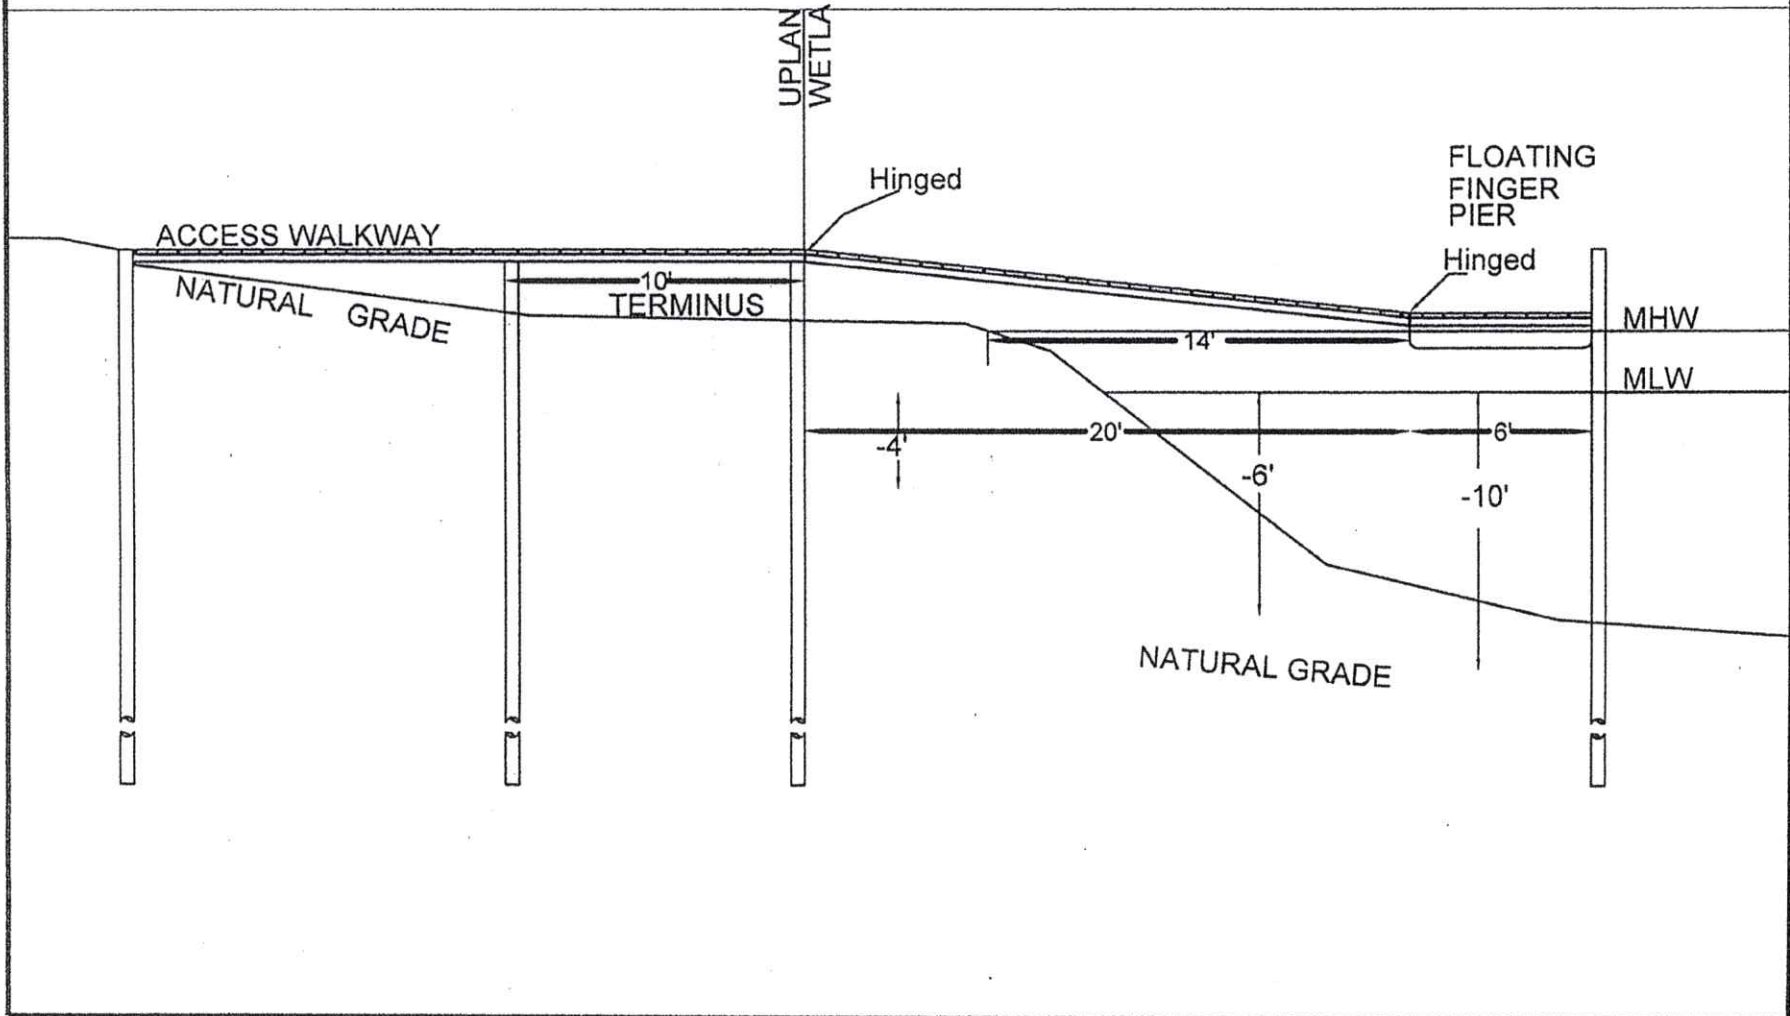 UPLAN
WETLA
Hinged
FLOATING
FINGER
PIER
Hinged
ACCESS WALKWAY
10'
TERMINUS
NATURAL GRADE
MHW
14'
MLW
20'
6'
-4'
-6'
-10'
NATURAL GRADE